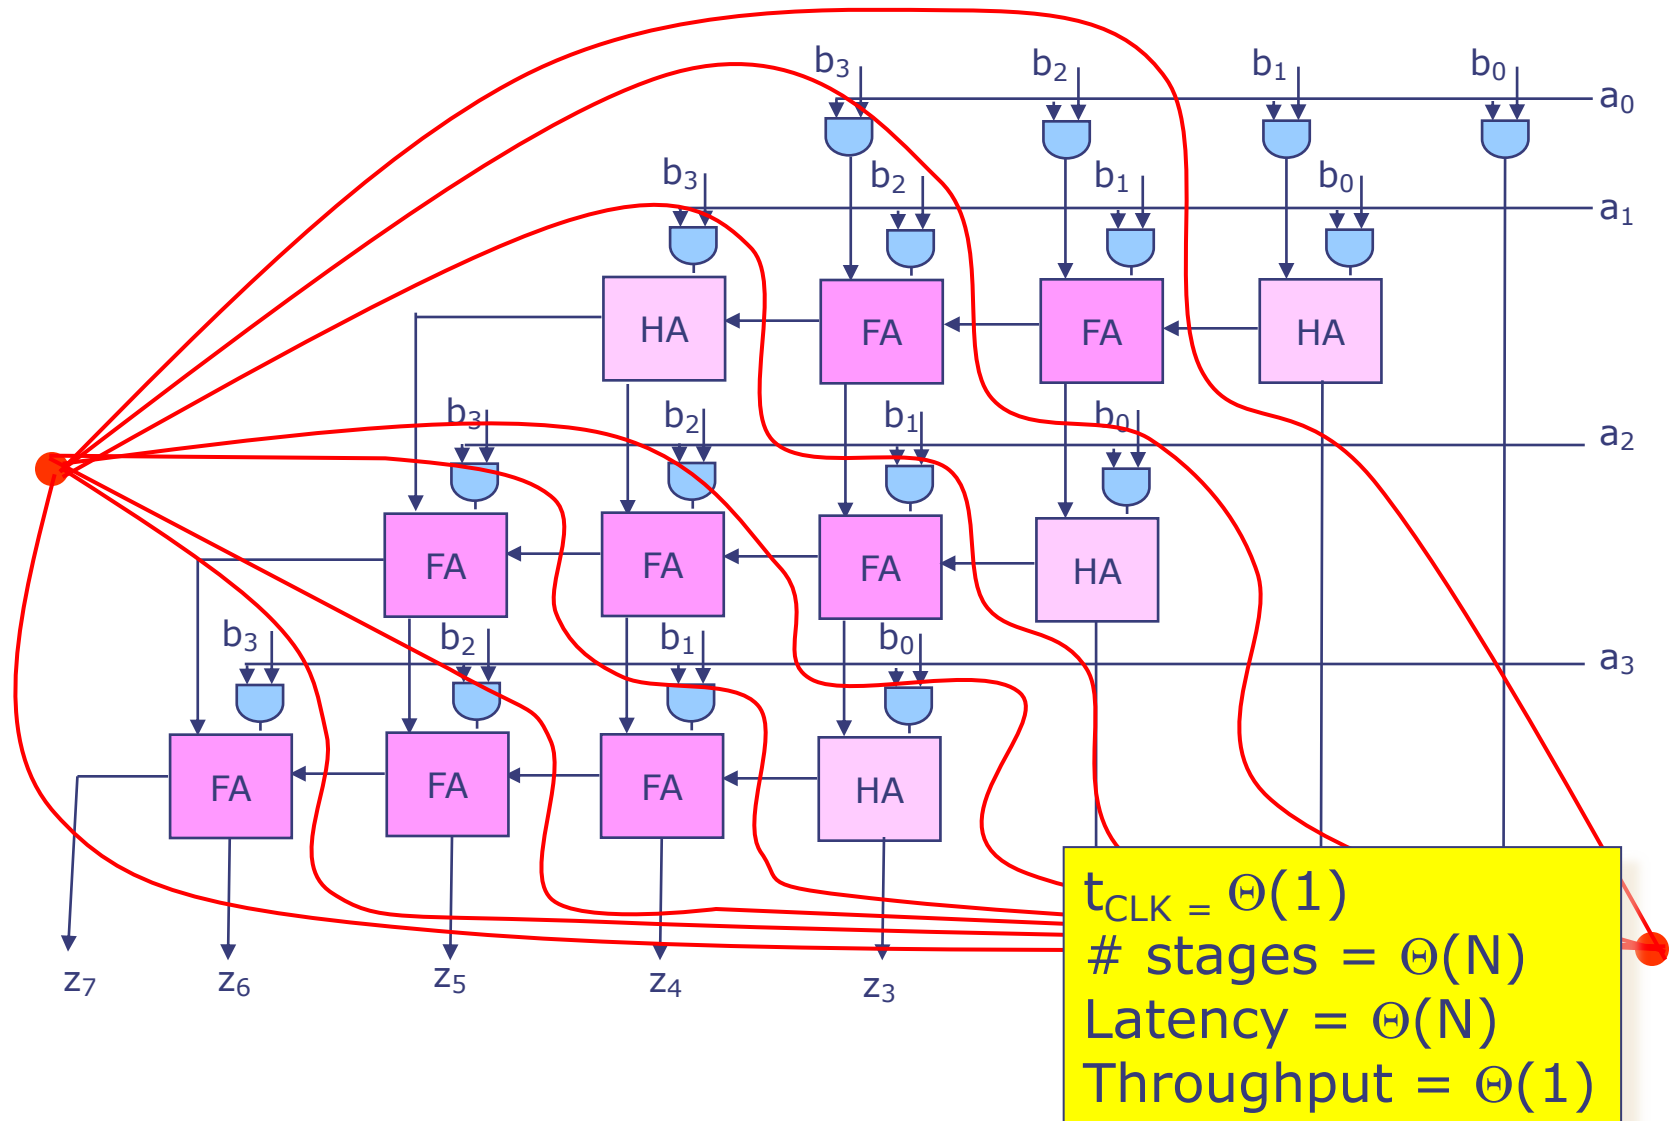 b₃ b₂ b₁ b₀
a₀
b₃ b₂ b₁ b₀
a₁
HA FA FA HA
b₃ b₂ b₁ b₀
a₂
FA FA FA HA
b₃ b₂ b₁ b₀
a₃
FA FA FA HA
z₇ z₆ z₅ z₄ z₃
t_CLK = Θ(1)
# stages = Θ(N)
Latency = Θ(N)
Throughput = Θ(1)